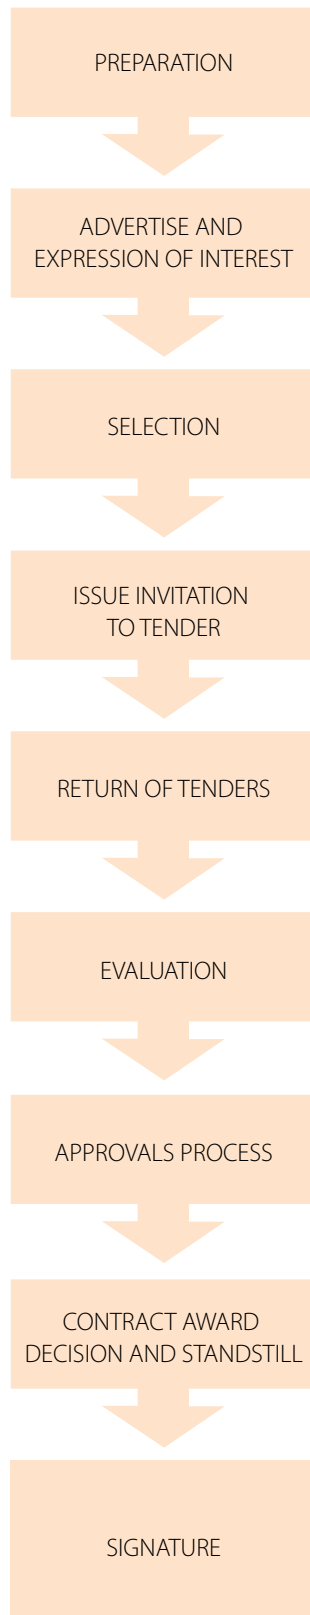 PREPARATION
ADVERTISE AND
EXPRESSION OF INTEREST
SELECTION
ISSUE INVITATION
TO TENDER
RETURN OF TENDERS
EVALUATION
APPROVALS PROCESS
CONTRACT AWARD
DECISION AND STANDSTILL
SIGNATURE